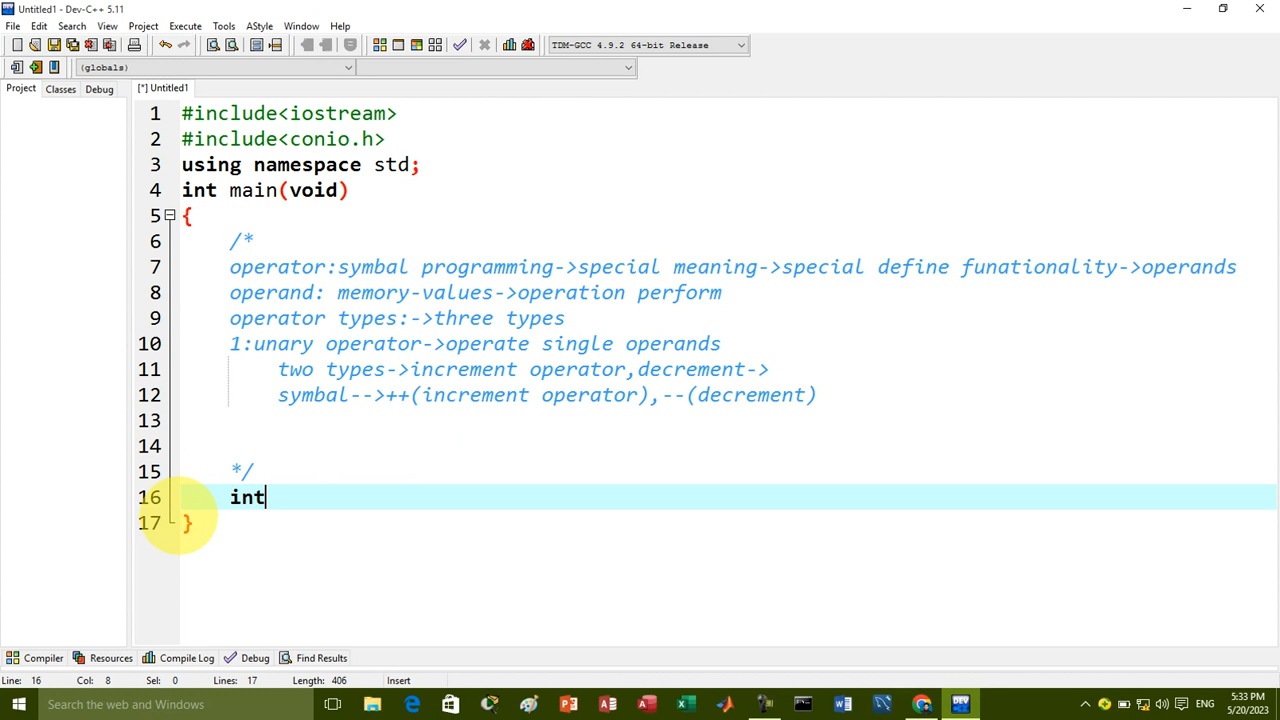 Untitled1 - Dev-C++ 5.11
File Edit Search View Project Execute Tools AStyle Window Help
TDM-GCC 4.9.2 64-bit Release
(globals)
Project Classes Debug
[*] Untitled1
1 #include<iostream>
2 #include<conio.h>
3 using namespace std;
4 int main(void)
5 {
6 /*
7 operator:symbal programming->special meaning->special define funationality->operands
8 operand: memory-values->operation perform
9 operator types:->three types
10 1:unary operator->operate single operands
11 two types->increment operator,decrement->
12 symbal-->++(increment operator),--(decrement)
13
14
15 */
16 int
17 }
Compiler Resources Compile Log Debug Find Results
Line: 16 Col: 8 Sel: 0 Lines: 17 Length: 406 Insert
Search the web and Windows
DEV
ENG
5:33 PM
5/20/2023